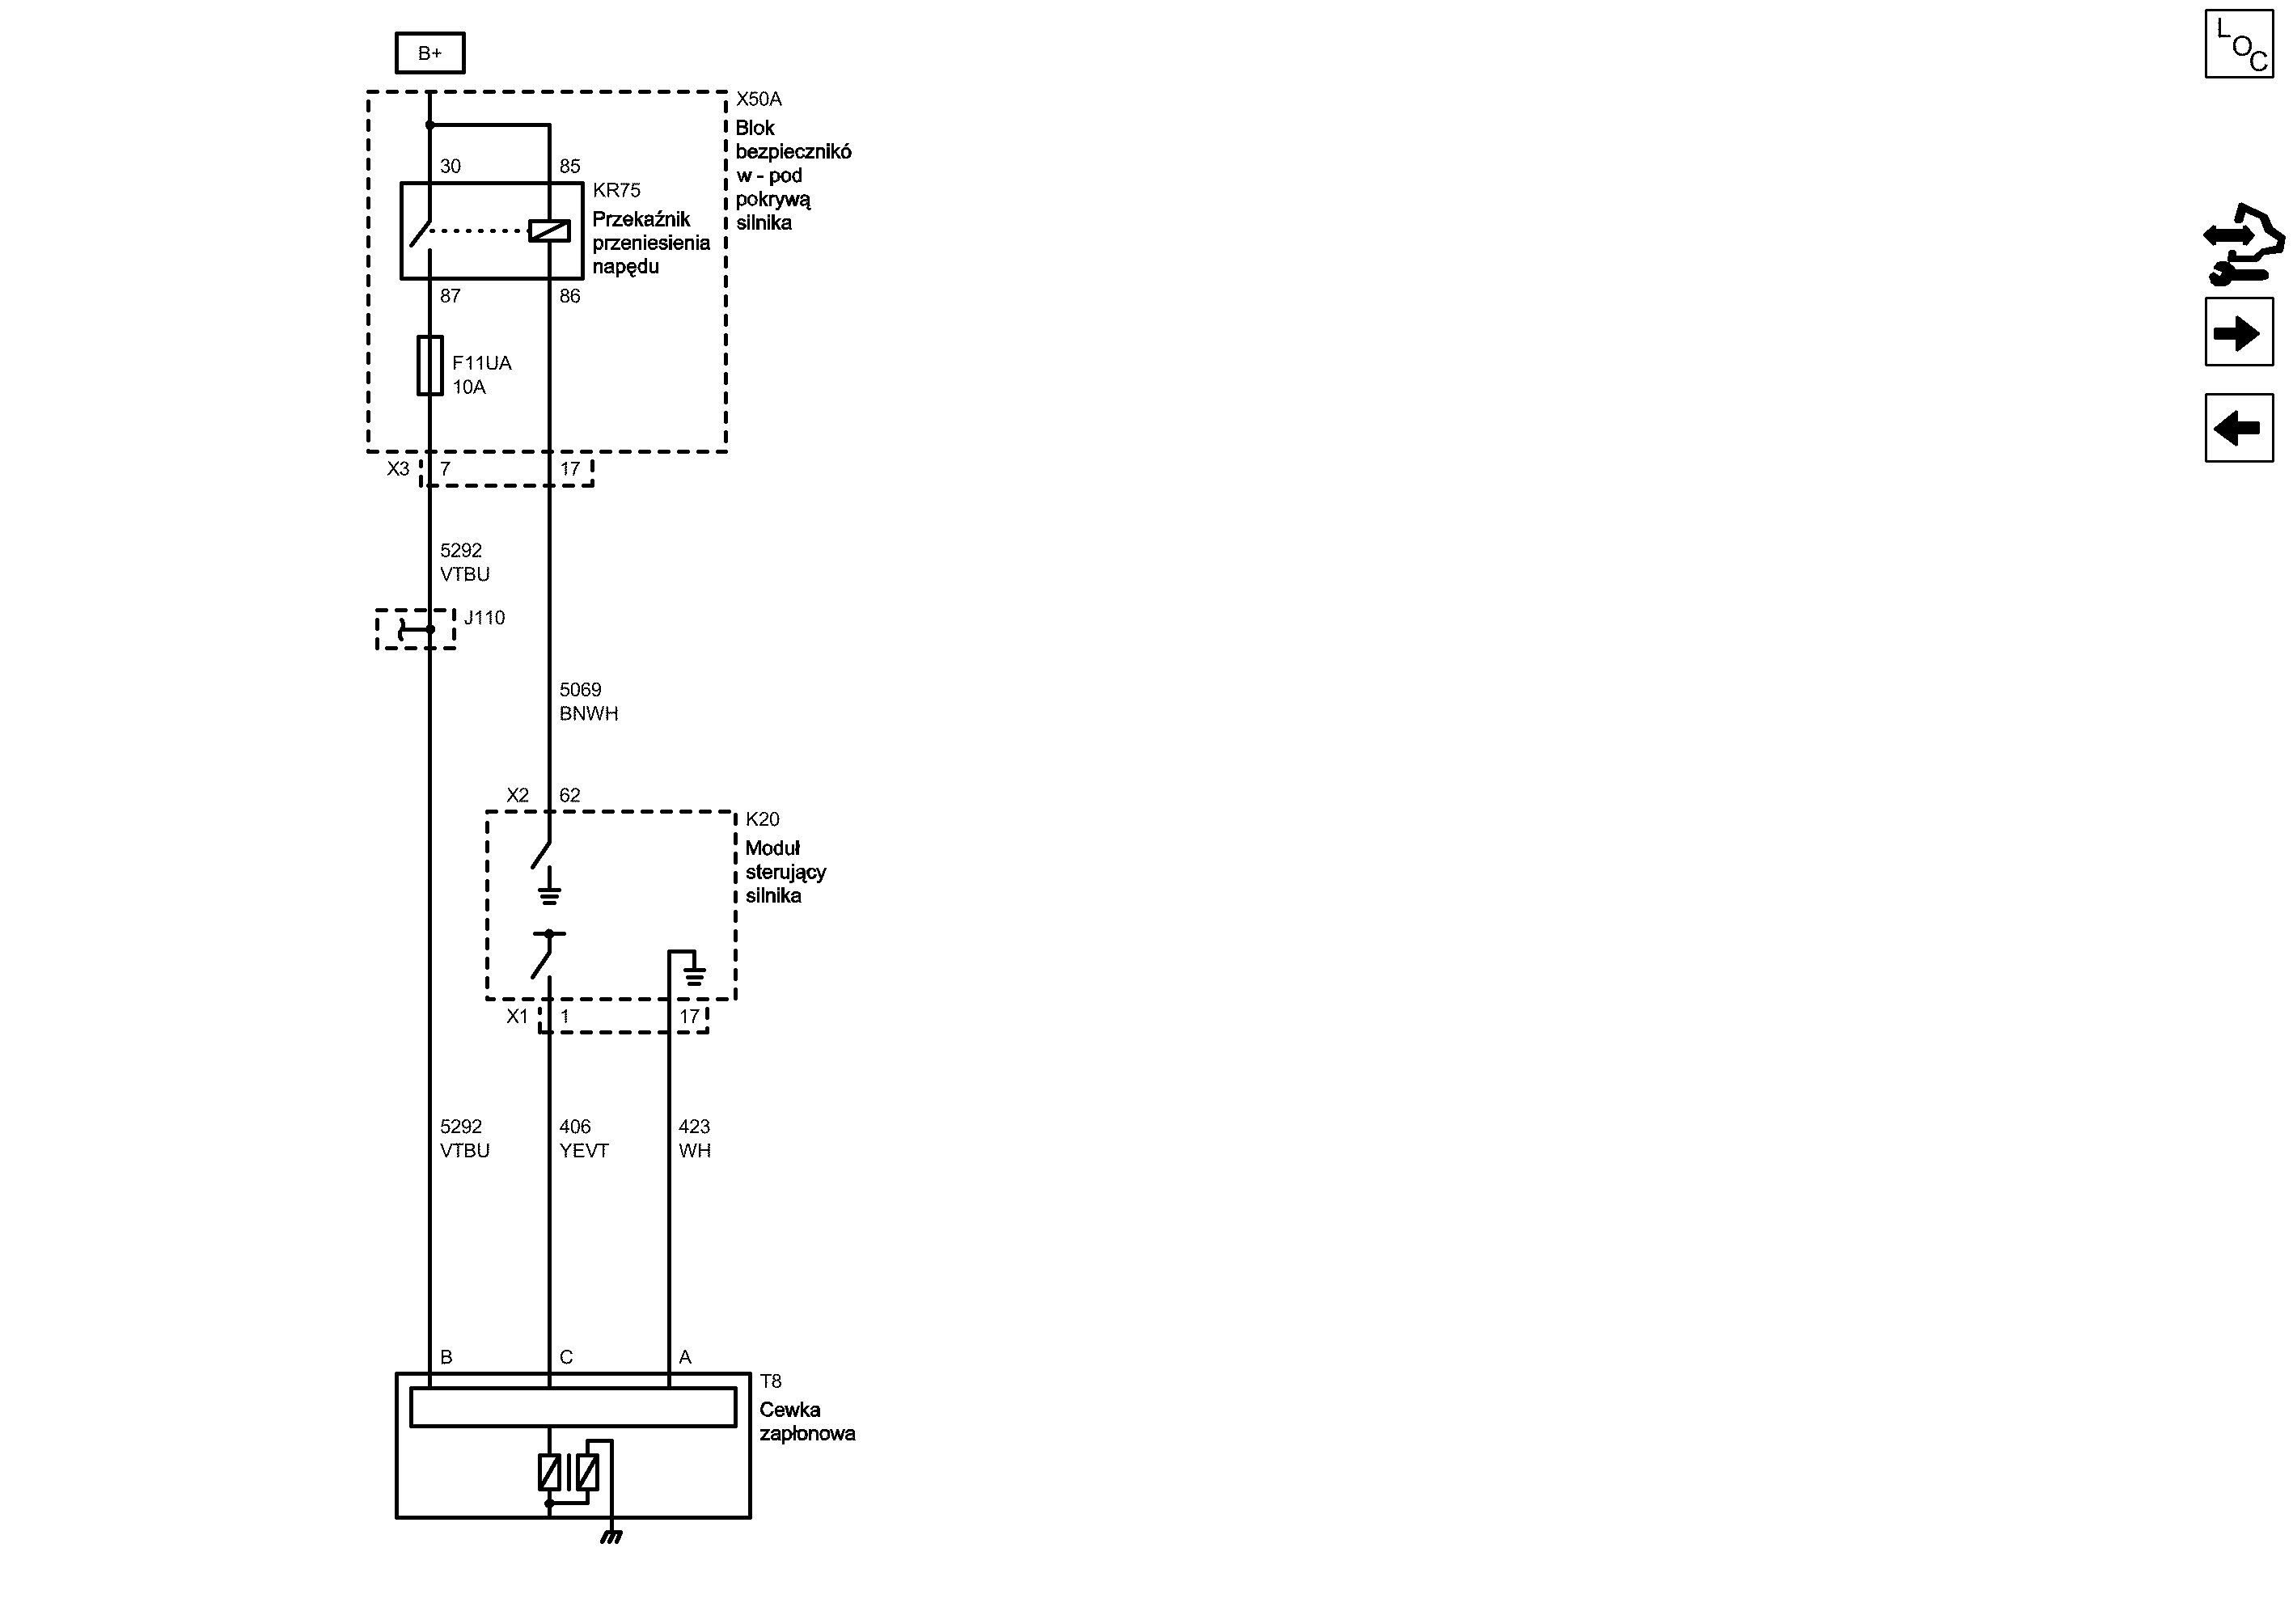 B+
LOC
X50A
Blok
bezpiecznikó
w - pod
pokrywą
silnika
30
85
KR75
Przekaźnik
przeniesienia
napędu
87
86
F11UA
10A
X3
7
17
5292
VTBU
J110
5069
BNWH
X2
62
K20
Moduł
sterujący
silnika
X1
1
17
5292
VTBU
406
YEVT
423
WH
B
C
A
T8
Cewka
zapłonowa